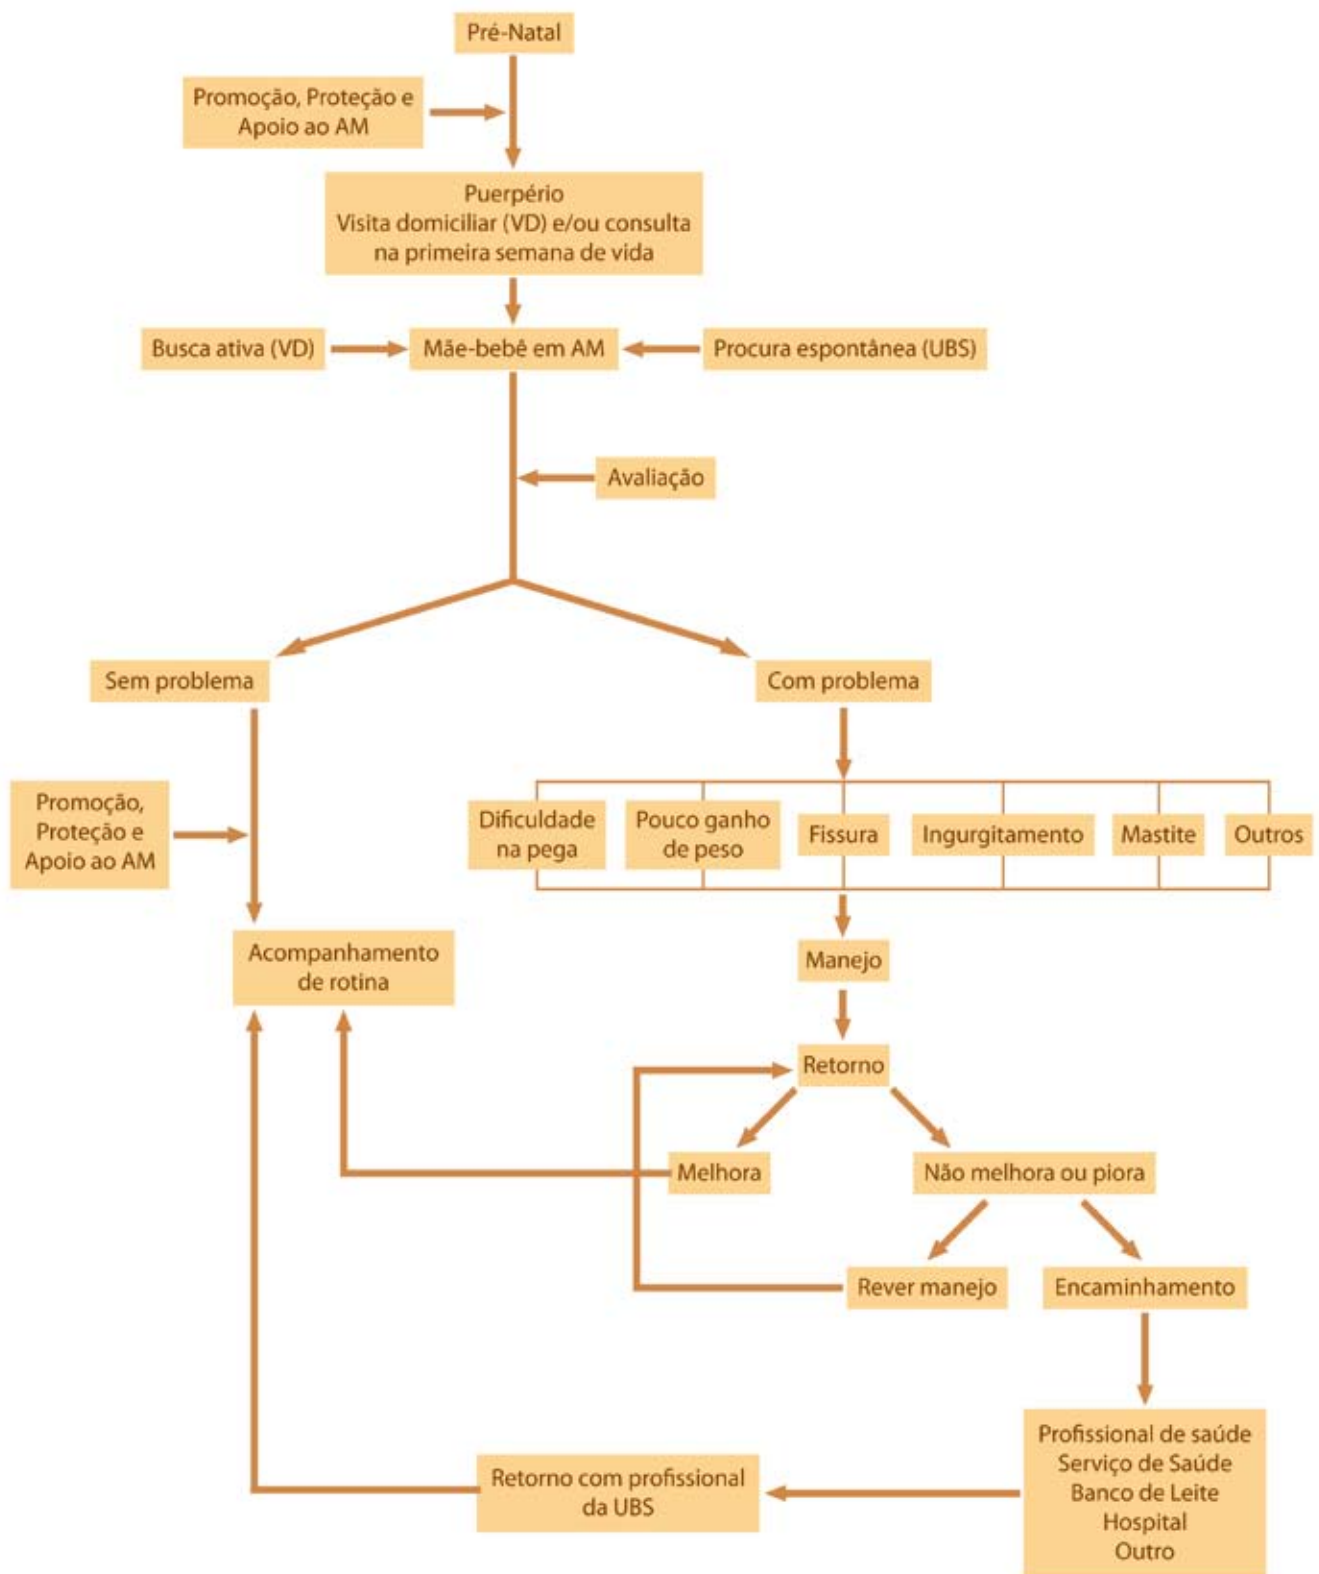 Pré-Natal
Promoção, Proteção e
Apoio ao AM
Puerpério
Visita domiciliar (VD) e/ou consulta
na primeira semana de vida
Busca ativa (VD)
Mãe-bebê em AM
Procura espontânea (UBS)
Avaliação
Sem problema
Com problema
Promoção,
Proteção e
Apoio ao AM
Dificuldade
na pega
Pouco ganho
de peso
Fissura
Ingurgitamento
Mastite
Outros
Acompanhamento
de rotina
Manejo
Retorno
Melhora
Não melhora ou piora
Rever manejo
Encaminhamento
Profissional de saúde
Serviço de Saúde
Banco de Leite
Hospital
Outro
Retorno com profissional
da UBS